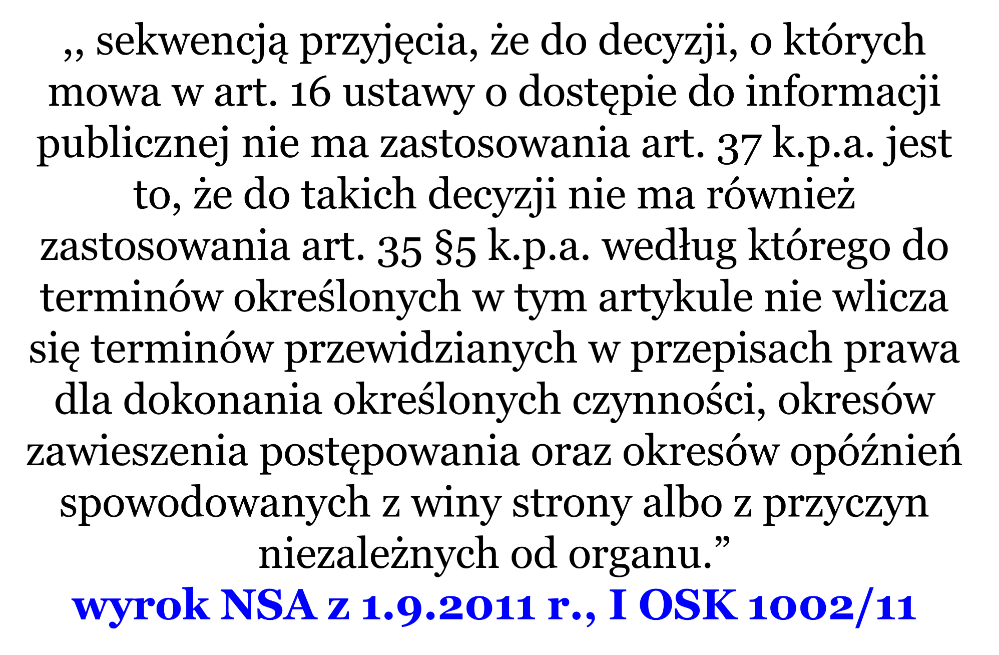 ,, sekwencją przyjęcia, że do decyzji, o których
mowa w art. 16 ustawy o dostępie do informacji
publicznej nie ma zastosowania art. 37 k.p.a. jest
to, że do takich decyzji nie ma również
zastosowania art. 35 §5 k.p.a. według którego do
terminów określonych w tym artykule nie wlicza
się terminów przewidzianych w przepisach prawa
dla dokonania określonych czynności, okresów
zawieszenia postępowania oraz okresów opóźnień
spowodowanych z winy strony albo z przyczyn
niezależnych od organu.”
wyrok NSA z 1.9.2011 r., I OSK 1002/11